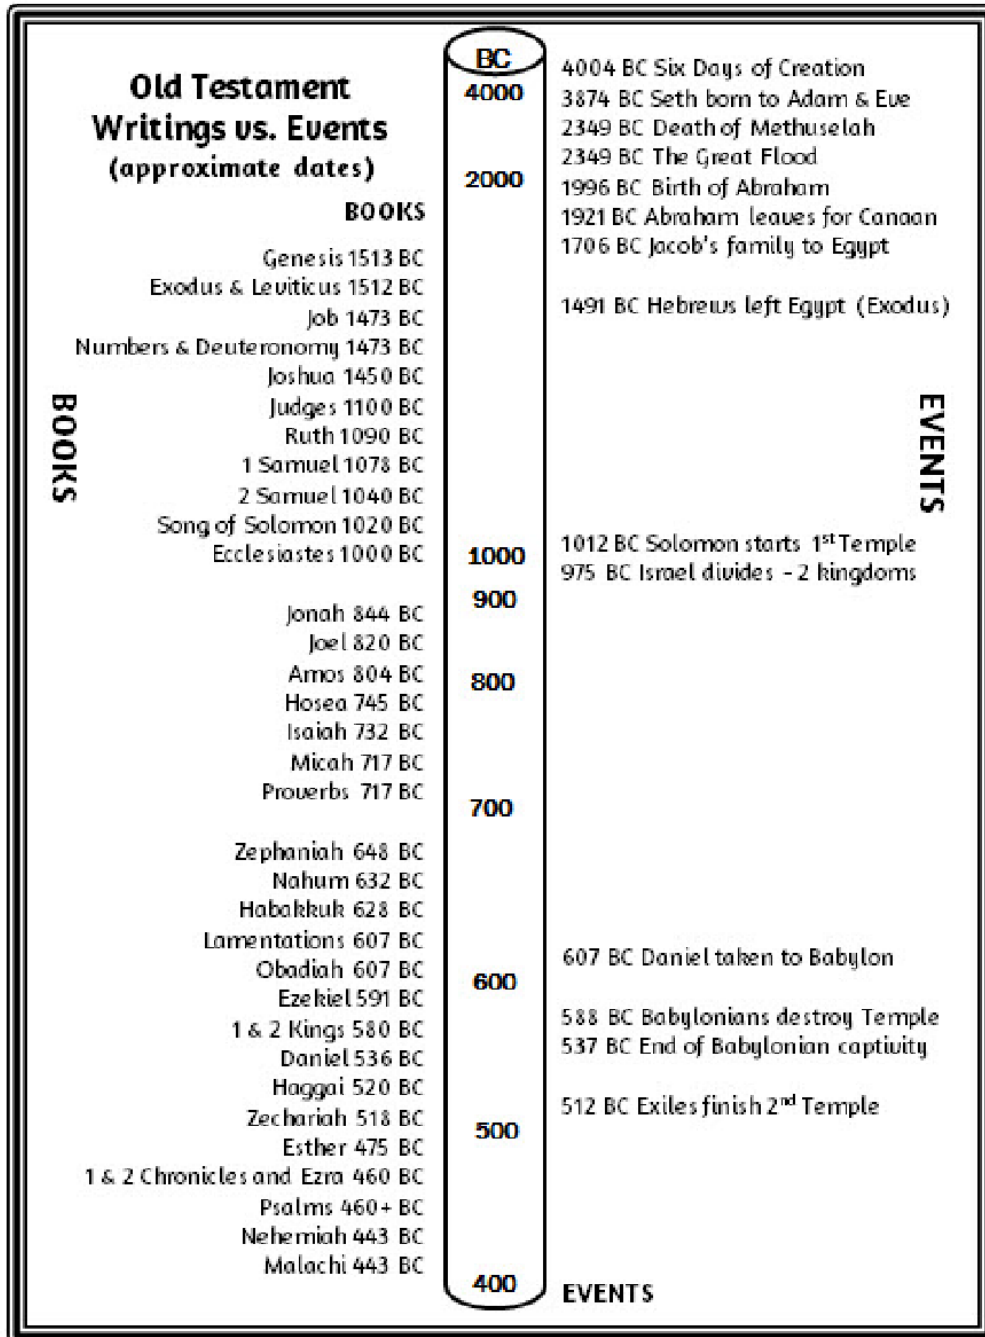 Old Testament
Writings vs. Events
(approximate dates)
BOOKS
Genesis 1513 BC
Exodus & Leviticus 1512 BC
Job 1473 BC
Numbers & Deuteronomy 1473 BC
Joshua 1450 BC
Judges 1100 BC
Ruth 1090 BC
1 Samuel 1078 BC
2 Samuel 1040 BC
Song of Solomon 1020 BC
Ecclesiastes 1000 BC
Jonah 844 BC
Joel 820 BC
Amos 804 BC
Hosea 745 BC
Isaiah 732 BC
Micah 717 BC
Proverbs 717 BC
Zephaniah 648 BC
Nahum 632 BC
Habakkuk 628 BC
Lamentations 607 BC
Obadiah 607 BC
Ezekiel 591 BC
1 & 2 Kings 580 BC
Daniel 536 BC
Haggai 520 BC
Zechariah 518 BC
Esther 475 BC
1 & 2 Chronicles and Ezra 460 BC
Psalms 460+ BC
Nehemiah 443 BC
Malachi 443 BC
BOOKS
BC
4000
2000
1000
900
800
700
600
500
400
4004 BC Six Days of Creation
3874 BC Seth born to Adam & Eve
2349 BC Death of Methuselah
2349 BC The Great Flood
1996 BC Birth of Abraham
1921 BC Abraham leaves for Canaan
1706 BC Jacob's family to Egypt
1491 BC Hebrews left Egypt (Exodus)
1012 BC Solomon starts 1st Temple
975 BC Israel divides - 2 kingdoms
607 BC Daniel taken to Babylon
588 BC Babylonians destroy Temple
537 BC End of Babylonian captivity
512 BC Exiles finish 2nd Temple
EVENTS
EVENTS